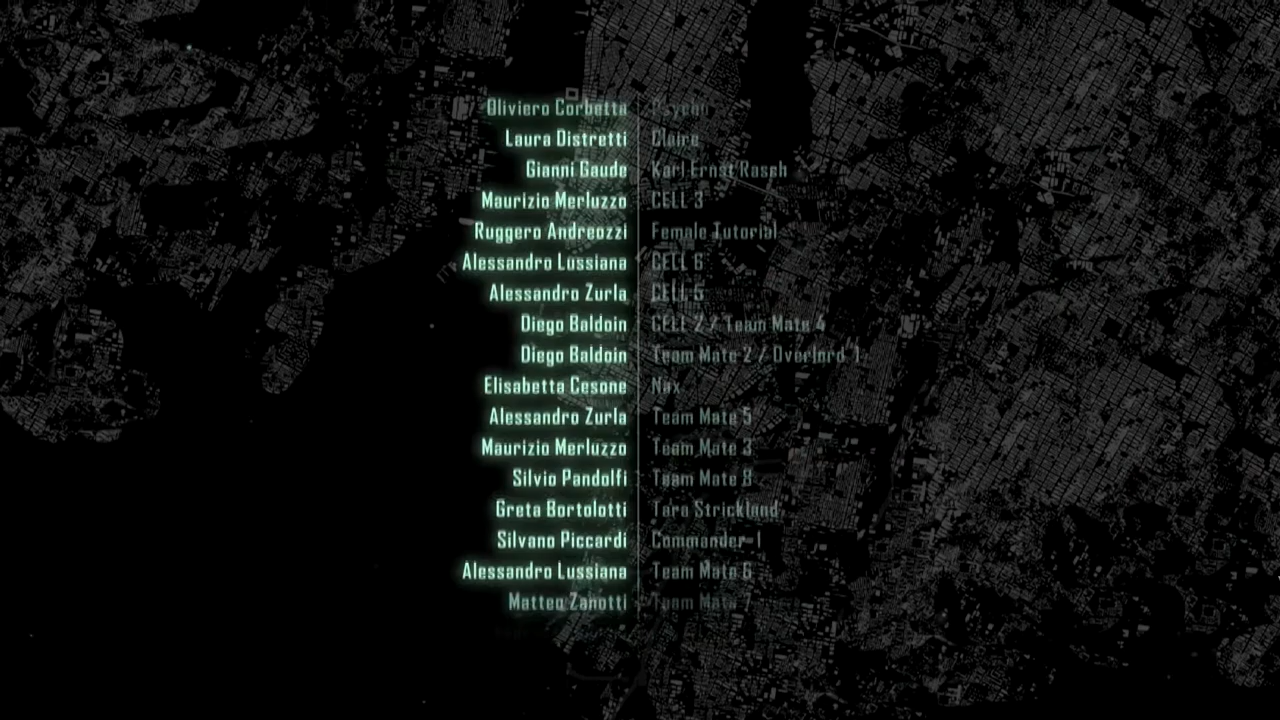 Oliviero Corbetta Psycho
Laura Distretti Claire
Gianni Gaude Karl Ernst Rasch
Maurizio Merluzzo CELL 3
Ruggero Andreozzi Female Tutorial
Alessandro Lussiana CELL 6
Alessandro Zurla CELL 5
Diego Baldoin CELL 2 / Team Mate 4
Diego Baldoin Team Mate 2 / Overlord 1
Elisabetta Cesone Nax
Alessandro Zurla Team Mate 5
Maurizio Merluzzo Team Mate 3
Silvio Pandolfi Team Mate 8
Greta Bortolotti Tara Strickland
Silvano Piccardi Commander-1
Alessandro Lussiana Team Mate 6
Matteo Zanotti Team Mate 7